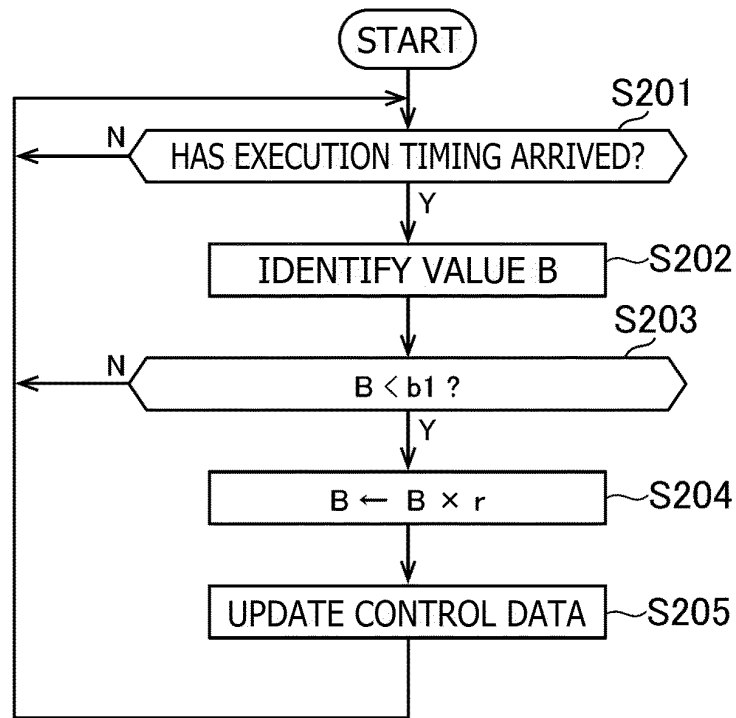 START
S201
N
HAS EXECUTION TIMING ARRIVED?
Y
IDENTIFY VALUE B
S202
S203
N
B < b1 ?
Y
B ← B × r
S204
UPDATE CONTROL DATA
S205